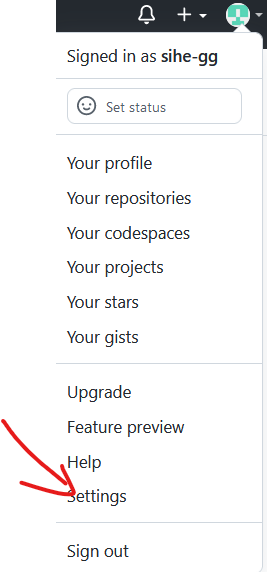 Signed in as sihe-gg
Set status
Your profile
Your repositories
Your codespaces
Your projects
Your stars
Your gists
Upgrade
Feature preview
Help
Settings
Sign out